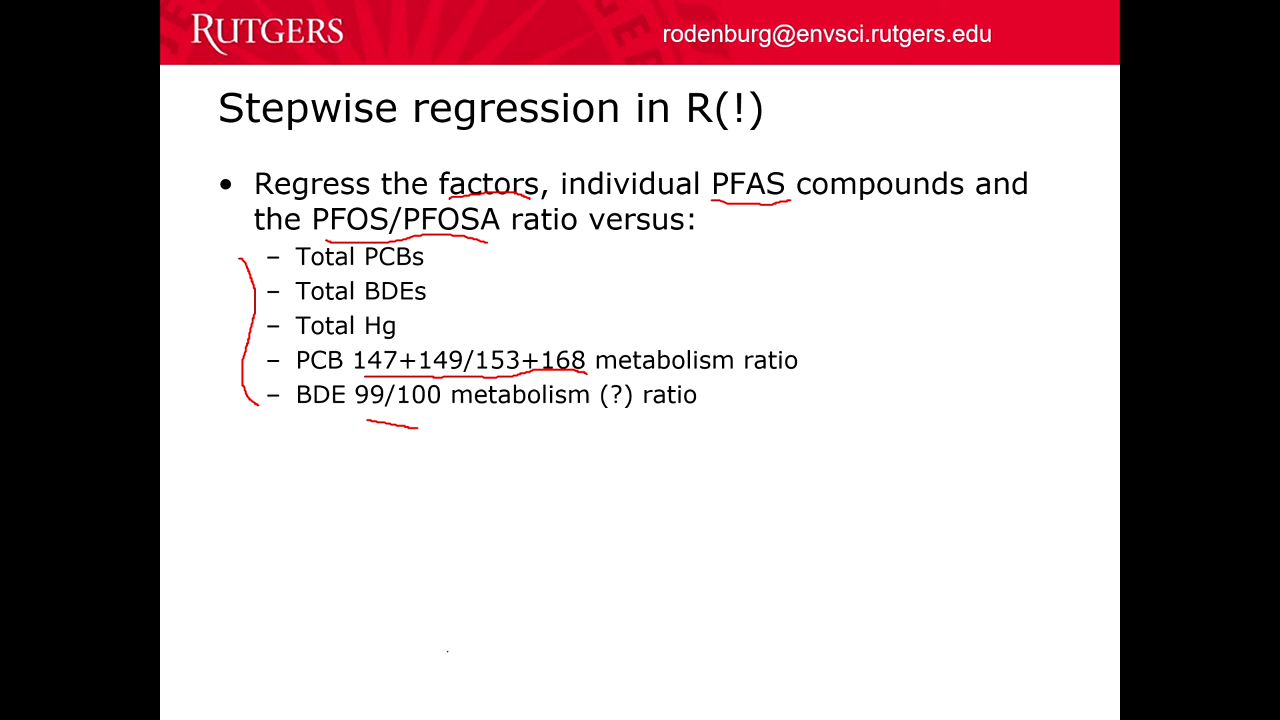 RUTGERS
rodenburg@envsci.rutgers.edu
Stepwise regression in R(!)
• Regress the factors, individual PFAS compounds and
the PFOS/PFOSA ratio versus:
– Total PCBs
– Total BDEs
– Total Hg
– PCB 147+149/153+168 metabolism ratio
– BDE 99/100 metabolism (?) ratio